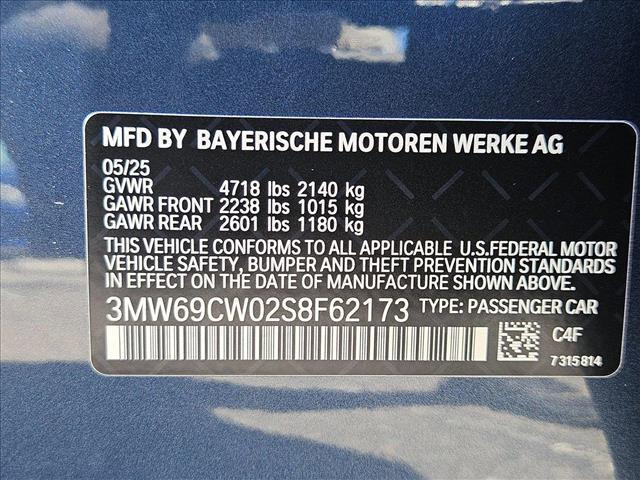 MFD BY BAYERISCHE MOTOREN WERKE AG
05/25
GVWR 4718 lbs 2140 kg
GAWR FRONT 2238 lbs 1015 kg
GAWR REAR 2601 lbs 1180 kg
THIS VEHICLE CONFORMS TO ALL APPLICABLE U.S.FEDERAL MOTOR
VEHICLE SAFETY, BUMPER, AND THEFT PREVENTION STANDARDS
IN EFFECT ON THE DATE OF MANUFACTURE SHOWN ABOVE.
3MW69CW02S8F62173 TYPE: PASSENGER CAR
C4F
7315814